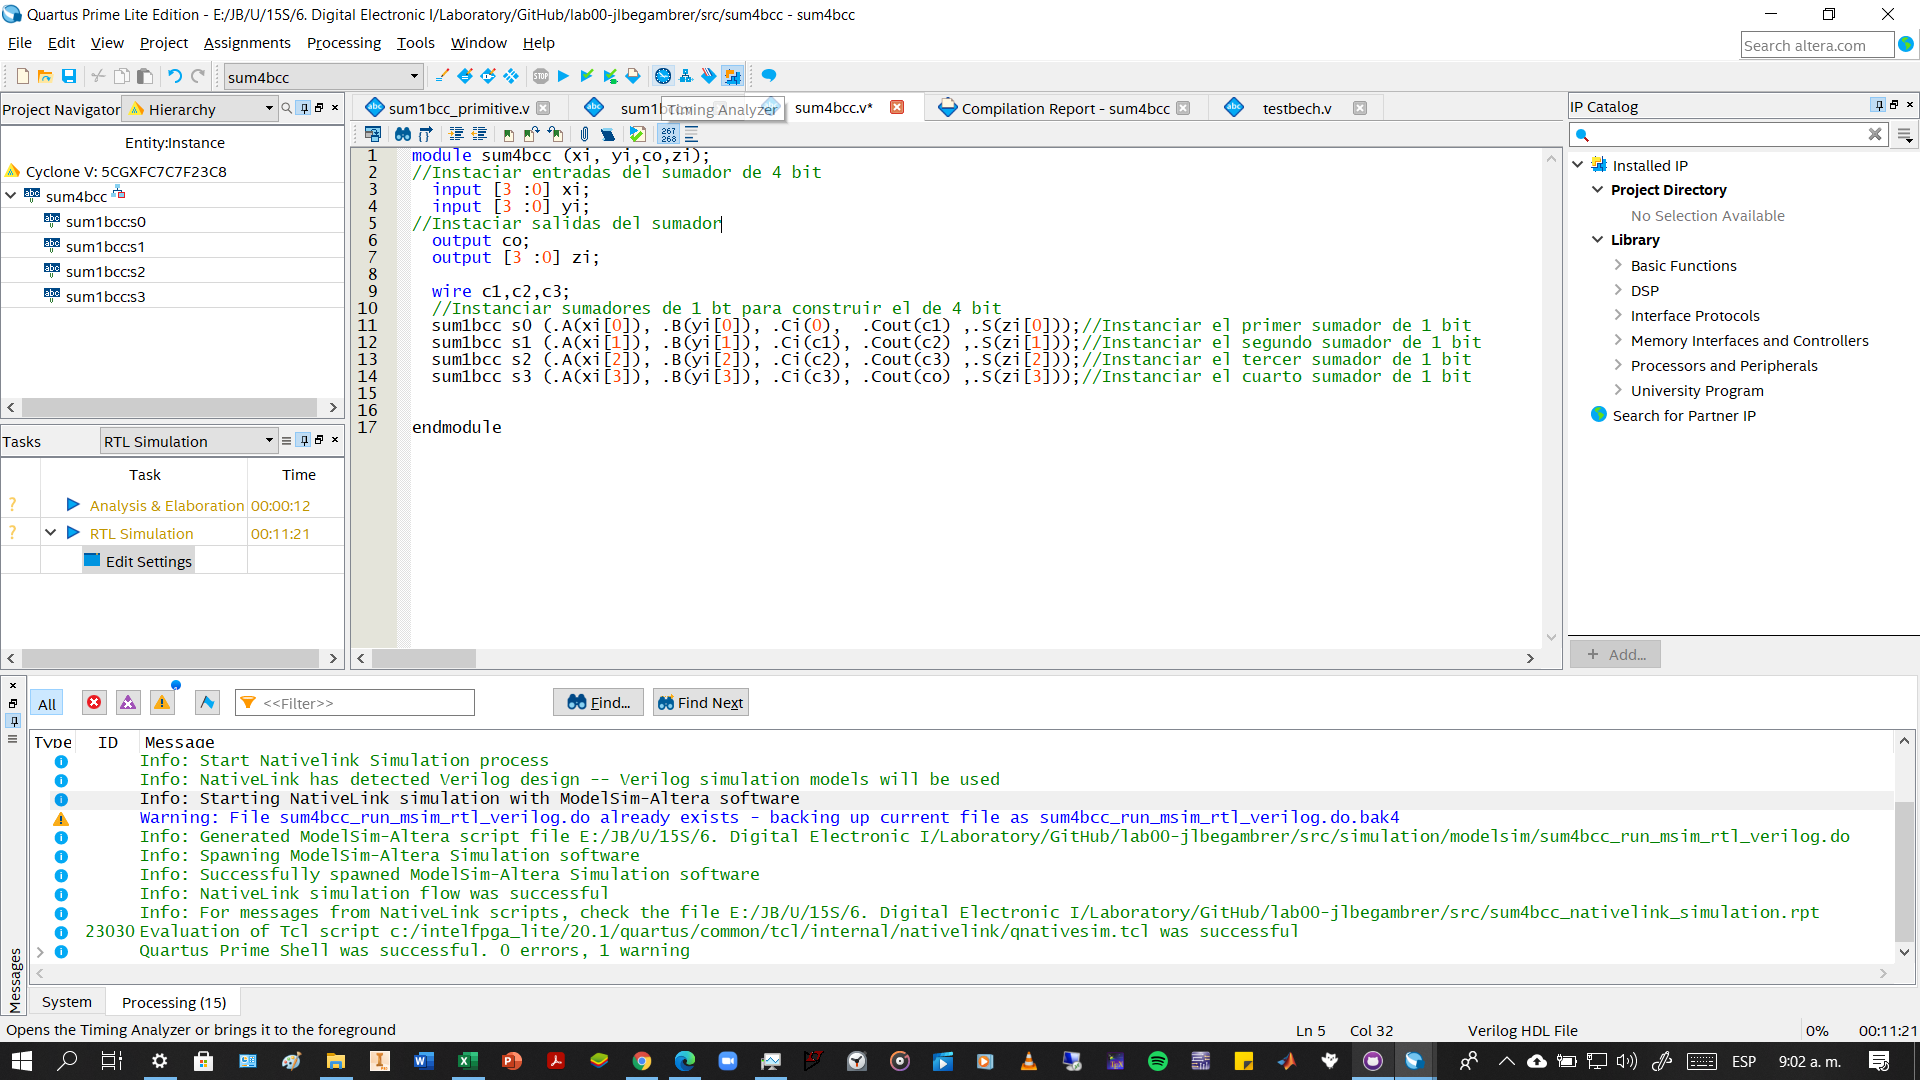 Quartus Prime Lite Edition - E:/JB/U/15S/6. Digital Electronic I/Laboratory/GitHub/lab00-jlbegambrer/src/sum4bcc - sum4bcc
File Edit View Project Assignments Processing Tools Window Help
Search altera.com
sum4bcc
Project Navigator Hierarchy
sum1bcc_primitive.v
Timing Analyzer
sum4bcc.v*
Compilation Report - sum4bcc
testbech.v
IP Catalog
Entity:Instance
Cyclone V: 5CGXFC7C7F23C8
sum4bcc
sum1bcc:s0
sum1bcc:s1
sum1bcc:s2
sum1bcc:s3
Tasks RTL Simulation
Task Time
Analysis & Elaboration 00:00:12
RTL Simulation 00:11:21
Edit Settings
267
268
1 module sum4bcc (xi, yi,co,zi);
2 //Instaciar entradas del sumador de 4 bit
3 input [3 :0] xi;
4 input [3 :0] yi;
5 //Instaciar salidas del sumador
6 output co;
7 output [3 :0] zi;
8
9 wire c1,c2,c3;
10 //Instanciar sumadores de 1 bt para construir el de 4 bit
11 sum1bcc s0 (.A(xi[0]), .B(yi[0]), .Ci(0),  .Cout(c1) ,.S(zi[0]));//Instanciar el primer sumador de 1 bit
12 sum1bcc s1 (.A(xi[1]), .B(yi[1]), .Ci(c1), .Cout(c2) ,.S(zi[1]));//Instanciar el segundo sumador de 1 bit
13 sum1bcc s2 (.A(xi[2]), .B(yi[2]), .Ci(c2), .Cout(c3) ,.S(zi[2]));//Instanciar el tercer sumador de 1 bit
14 sum1bcc s3 (.A(xi[3]), .B(yi[3]), .Ci(c3), .Cout(co) ,.S(zi[3]));//Instanciar el cuarto sumador de 1 bit
15
16
17 endmodule
Installed IP
Project Directory
No Selection Available
Library
Basic Functions
DSP
Interface Protocols
Memory Interfaces and Controllers
Processors and Peripherals
University Program
Search for Partner IP
+ Add...
All <<Filter>> Find... Find Next
Type ID Message
Info: Start Nativelink Simulation process
Info: NativeLink has detected Verilog design -- Verilog simulation models will be used
Info: Starting NativeLink simulation with ModelSim-Altera software
Warning: File sum4bcc_run_msim_rtl_verilog.do already exists - backing up current file as sum4bcc_run_msim_rtl_verilog.do.bak4
Info: Generated ModelSim-Altera script file E:/JB/U/15S/6. Digital Electronic I/Laboratory/GitHub/lab00-jlbegambrer/src/simulation/modelsim/sum4bcc_run_msim_rtl_verilog.do
Info: Spawning ModelSim-Altera Simulation software
Info: Successfully spawned ModelSim-Altera Simulation software
Info: NativeLink simulation flow was successful
Info: For messages from NativeLink scripts, check the file E:/JB/U/15S/6. Digital Electronic I/Laboratory/GitHub/lab00-jlbegambrer/src/sum4bcc_nativelink_simulation.rpt
23030 Evaluation of Tcl script c:/intelfpga_lite/20.1/quartus/common/tcl/internal/nativelink/qnativesim.tcl was successful
Quartus Prime Shell was successful. 0 errors, 1 warning
Messages
System Processing (15)
Opens the Timing Analyzer or brings it to the foreground
Ln 5 Col 32 Verilog HDL File 0% 00:11:21
ESP 9:02 a. m.